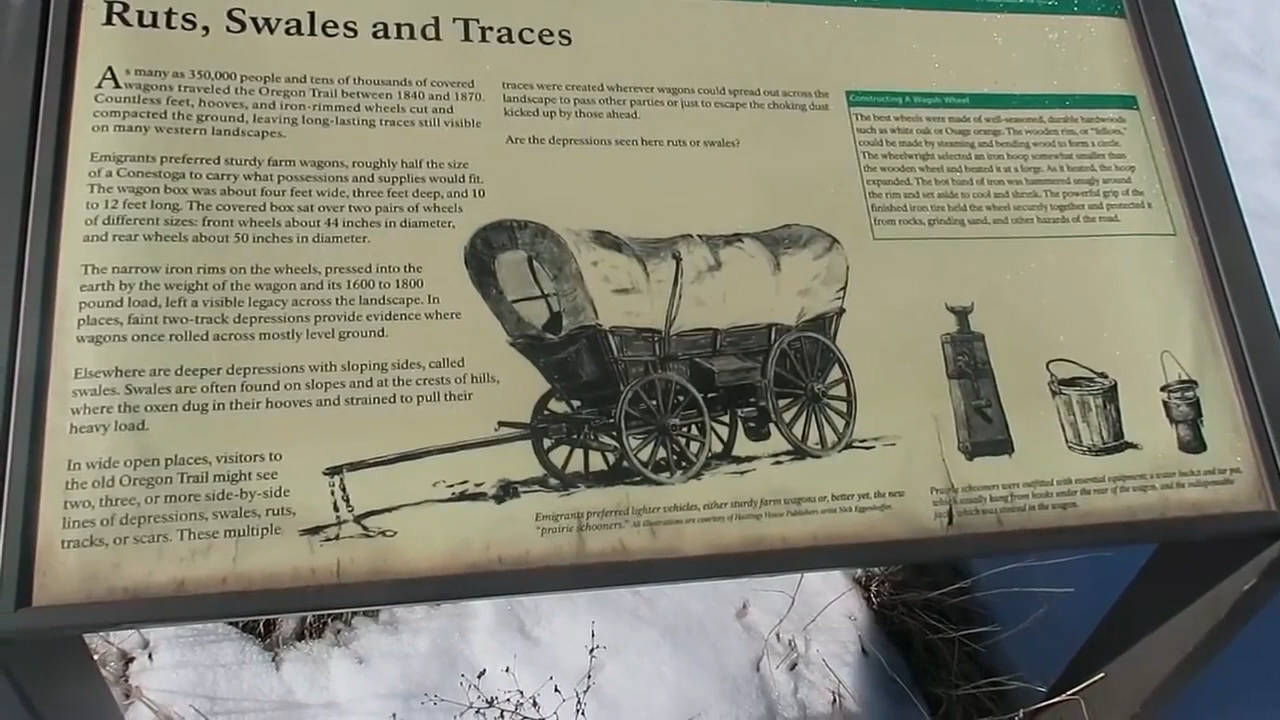 Ruts, Swales and Traces
As many as 350,000 people and tens of thousands of covered
wagons traveled the Oregon Trail between 1840 and 1870.
Countless feet, hooves, and iron-rimmed wheels cut and
compacted the ground, leaving long-lasting traces still visible
on many western landscapes.
Emigrants preferred sturdy farm wagons, roughly half the size
of a Conestoga to carry what possessions and supplies would fit.
The wagon box was about four feet wide, three feet deep, and 10
to 12 feet long. The covered box sat over two pairs of wheels
of different sizes: front wheels about 44 inches in diameter,
and rear wheels about 50 inches in diameter.
The narrow iron rims on the wheels, pressed into the
earth by the weight of the wagon and its 1600 to 1800
pound load, left a visible legacy across the landscape. In
places, faint two-track depressions provide evidence where
wagons once rolled across mostly level ground.
Elsewhere are deeper depressions with sloping sides, called
swales. Swales are often found on slopes and at the crests of hills,
where the oxen dug in their hooves and strained to pull their
heavy load.
In wide open places, visitors to
the old Oregon Trail might see
two, three, or more side-by-side
lines of depressions, swales, ruts,
tracks, or scars. These multiple
traces were created wherever wagons could spread out across the
landscape to pass other parties or just to escape the choking dust
kicked up by those ahead.
Are the depressions seen here ruts or swales?
Constructing A Wagon Wheel
The best wheels were made of well-seasoned, durable hardwoods
such as white oak or Osage orange. The wooden rim, or "felloes,"
could be made by steaming and bending wood to form a circle.
The wheelwright selected an iron hoop somewhat smaller than
the wooden wheel and heated it at a forge. As it heated, the hoop
expanded. The hot band of iron was hammered snugly around
the rim and set aside to cool and shrink. The powerful grip of the
finished iron tire held the wheel securely together and protected it
from rocks, grinding sand, and other hazards of the road.
Emigrants preferred lighter vehicles, either sturdy farm wagons or, better yet, the new
"prairie schooners." All illustrations are courtesy of Hastings House Publishers artist Nick Eggenhoffer.
Prairie schooners were outfitted with essential equipment: a water bucket and tar pot,
which usually hung from hooks under the rear of the wagon, and the indispensable
jack, which was stowed in the wagon.